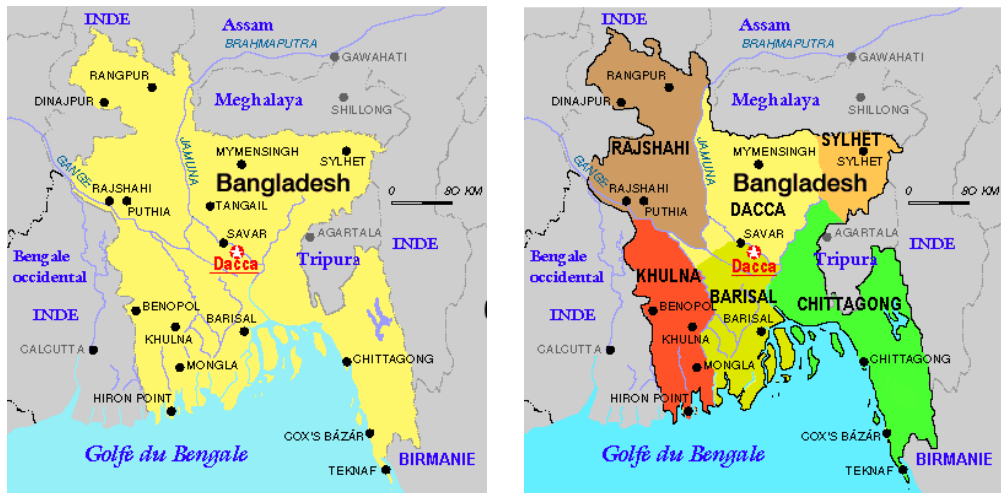 INDE
Assam
BRAHMAPUTRA
GAWAHATI
RANGPUR
DINAJPUR
Meghalaya
SHILLONG
GANGE
JAMUNA
MYMENSINGH
SYLHET
Bangladesh
RAJSHAHI
PUTHIA
TANGAIL
0 80 KM
SAVAR
AGARTALA
INDE
Bengale
occidental
Dacca
Tripura
INDE
BENOPOL
KHULNA
BARISAL
CALCUTTA
MONGLA
CHITTAGONG
HIRON POINT
COX'S BÁZÁR
Golfe du Bengale
BIRMANIE
TEKNAF
INDE
Assam
BRAHMAPUTRA
GAWAHATI
RANGPUR
DINAJPUR
Meghalaya
SHILLONG
GANGE
RAJSHAHI
JAMUNA
MYMENSINGH
SYLHET
SYLHET
Bangladesh
RAJSHAHI
PUTHIA
DACCA
0 80 KM
SAVAR
AGARTALA
INDE
Bengale
occidental
KHULNA
Dacca
Tripura
BARISAL
CHITTAGONG
INDE
BENOPOL
KHULNA
BARISAL
CALCUTTA
MONGLA
CHITTAGONG
HIRON POINT
COX'S BÁZÁR
Golfe du Bengale
BIRMANIE
TEKNAF